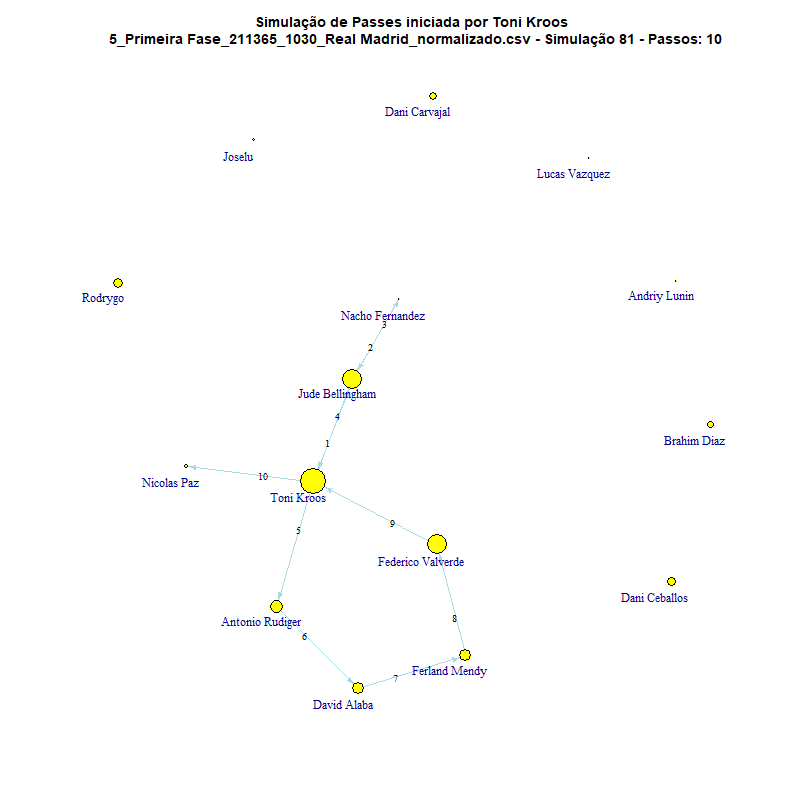 Simulação de Passes iniciada por Toni Kroos
5_Primeira Fase_211365_1030_Real Madrid_normalizado.csv - Simulação 81 - Passos: 10
Dani Carvajal
Joselu
Lucas Vazquez
Rodrygo
Andriy Lunin
Nacho Fernandez
3
2
Jude Bellingham
4
Brahim Diaz
1
10
Nicolas Paz
Toni Kroos
9
5
Federico Valverde
Dani Ceballos
8
Antonio Rudiger
6
Ferland Mendy
7
David Alaba